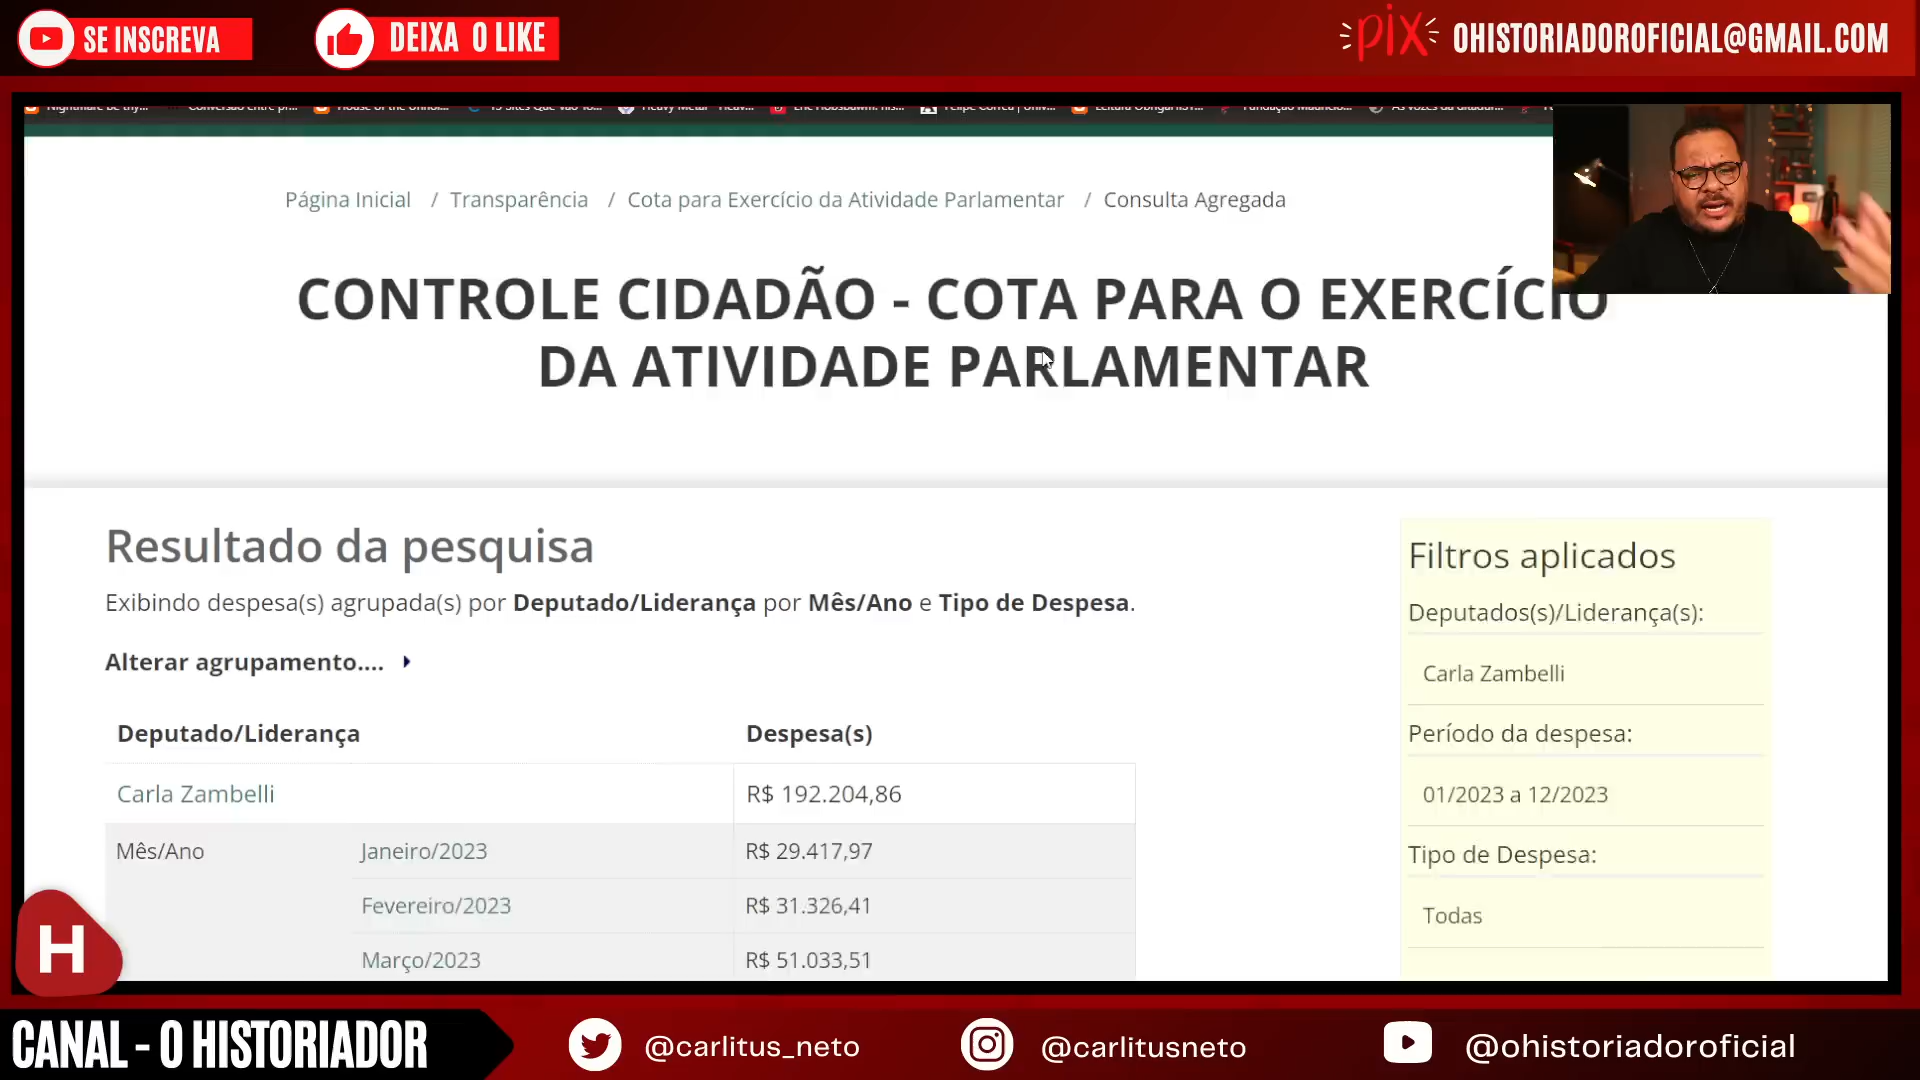 SE INSCREVA
DEIXA O LIKE
pix
OHISTORIADOROFICIAL@GMAIL.COM
Página Inicial / Transparência / Cota para Exercício da Atividade Parlamentar / Consulta Agregada
CONTROLE CIDADÃO - COTA PARA O EXERCÍCIO
DA ATIVIDADE PARLAMENTAR
Resultado da pesquisa
Exibindo despesa(s) agrupada(s) por Deputado/Liderança por Mês/Ano e Tipo de Despesa.
Alterar agrupamento....
Deputado/Liderança Despesa(s)
Carla Zambelli R$ 192.204,86
Mês/Ano Janeiro/2023 R$ 29.417,97
Fevereiro/2023 R$ 31.326,41
Março/2023 R$ 51.033,51
Filtros aplicados
Deputados(s)/Liderança(s):
Carla Zambelli
Período da despesa:
01/2023 a 12/2023
Tipo de Despesa:
Todas
H
CANAL - O HISTORIADOR
@carlitus_neto
@carlitusneto
@ohistoriadoroficial